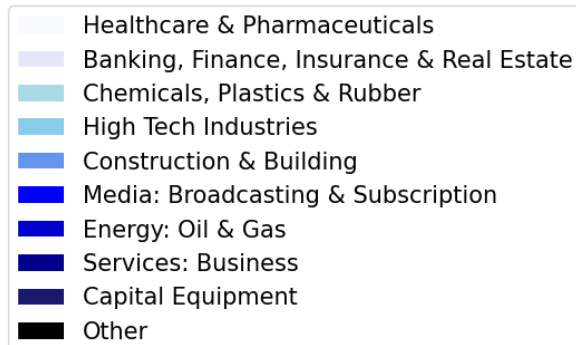 Healthcare & Pharmaceuticals
Banking, Finance, Insurance & Real Estate
Chemicals, Plastics & Rubber
High Tech Industries
Construction & Building
Media: Broadcasting & Subscription
Energy: Oil & Gas
Services: Business
Capital Equipment
Other